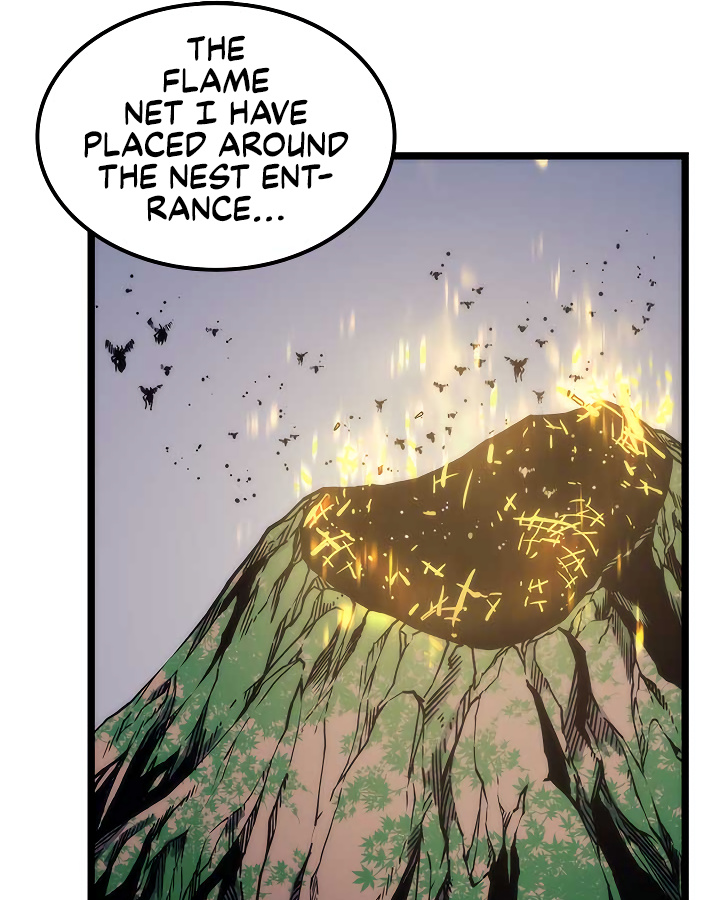 THE
FLAME
NET I HAVE
PLACED AROUND
THE NEST ENT-
RANCE...